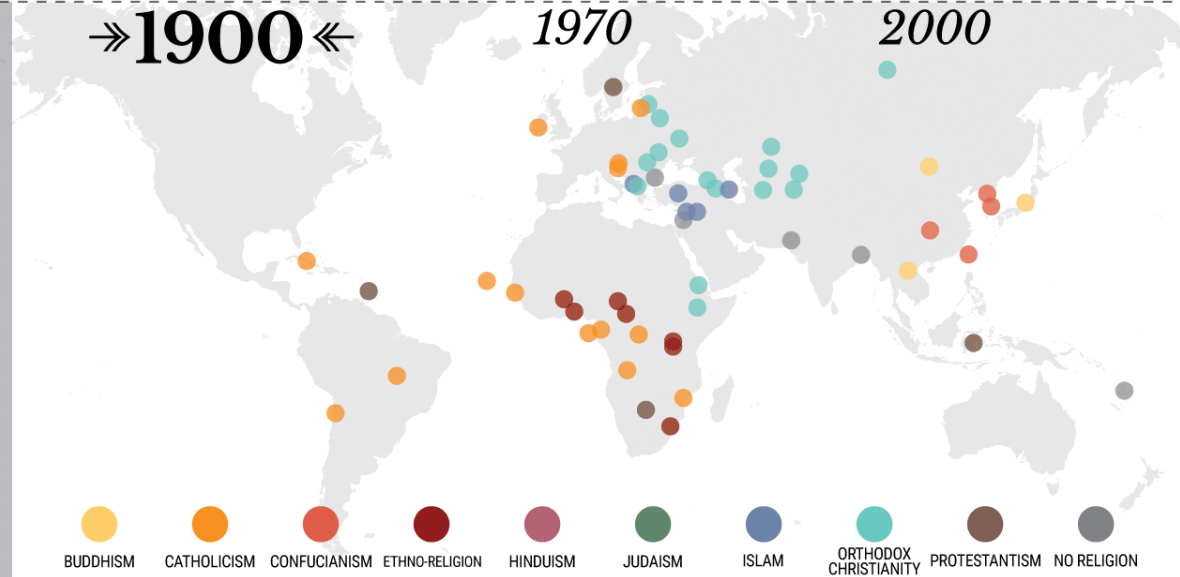 1900
1970
2000
BUDDHISM
CATHOLICISM
CONFUCIANISM
ETHNO-RELIGION
HINDUISM
JUDAISM
ISLAM
ORTHODOX
CHRISTIANITY
PROTESTANTISM
NO RELIGION